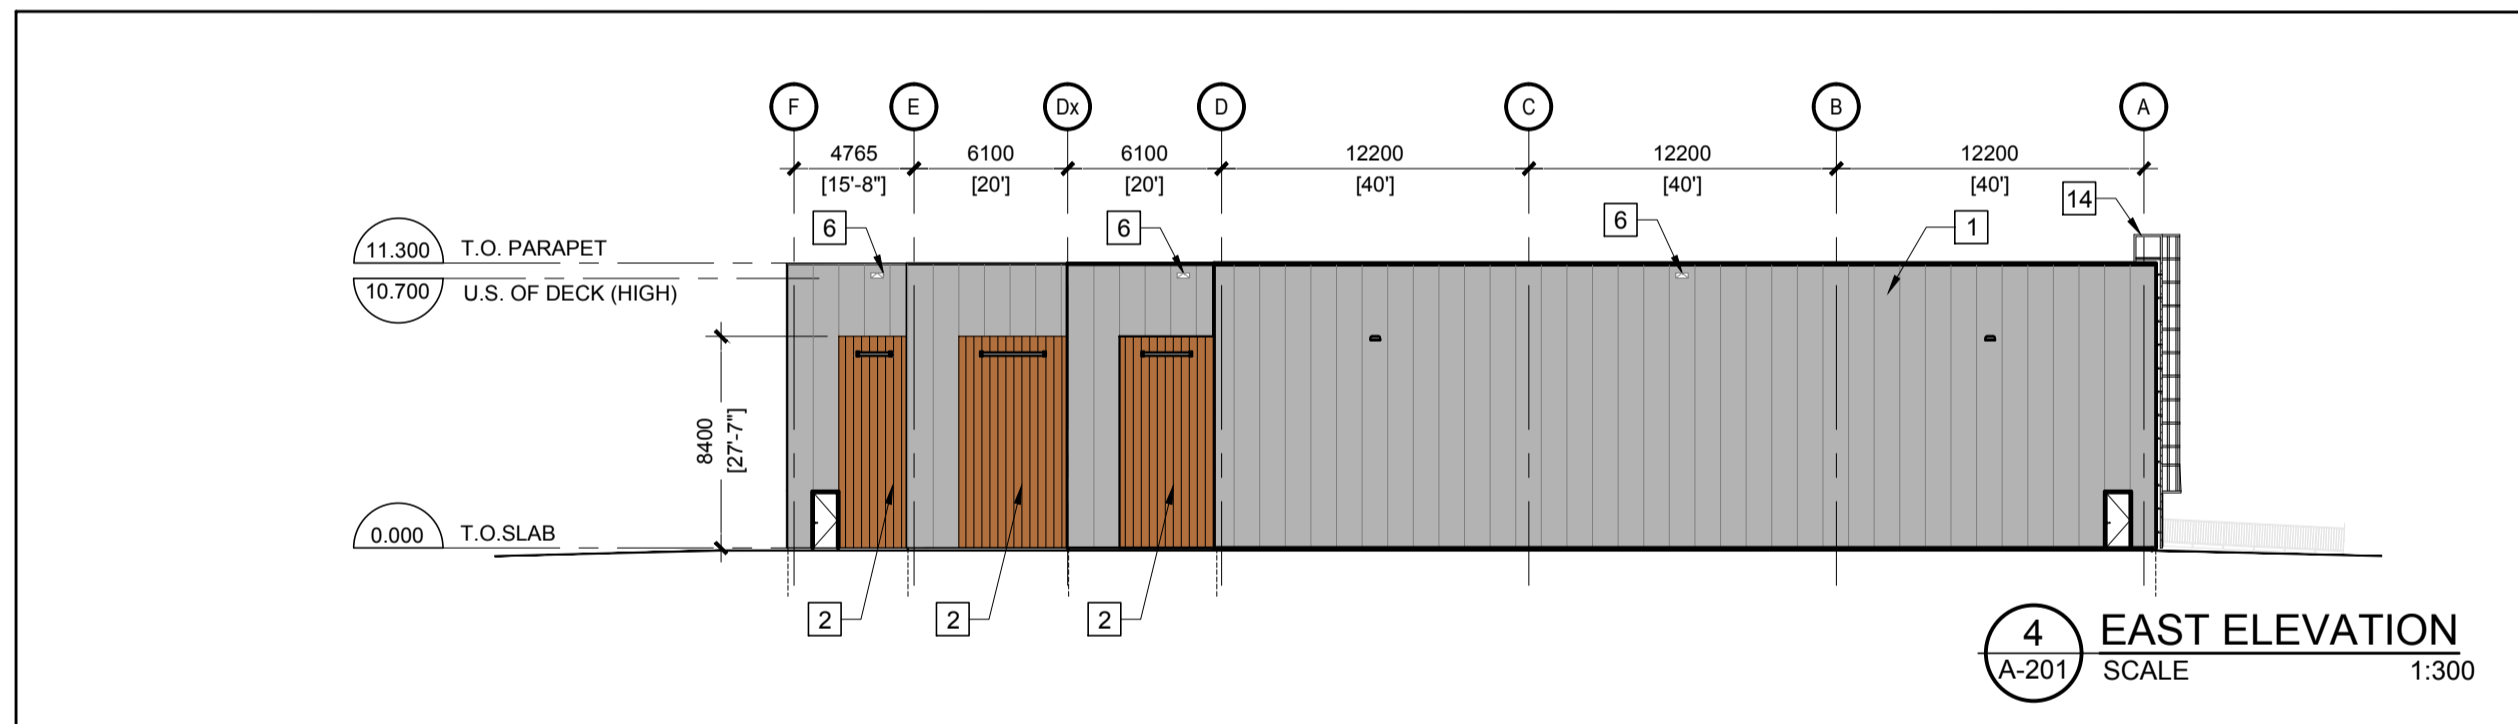 F E Dx D C B A
4765 6100 6100 12200 12200 12200
[15'-8"] [20'] [20'] [40'] [40'] [40']
14
6 6 6 1
11.300 T.O. PARAPET
10.700 U.S. OF DECK (HIGH)
8400
[27'-7"]
0.000 T.O.SLAB
2 2 2
4 EAST ELEVATION
A-201 SCALE 1:300